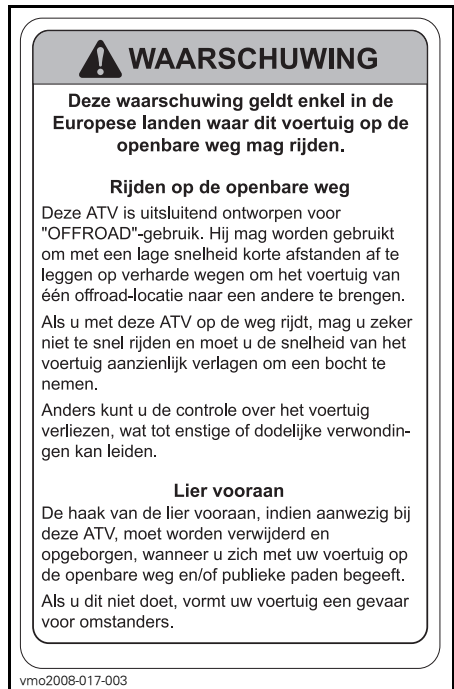 WAARSCHUWING
Deze waarschuwing geldt enkel in de
Europese landen waar dit voertuig op de
openbare weg mag rijden.
Rijden op de openbare weg
Deze ATV is uitsluitend ontworpen voor
"OFFROAD"-gebruik. Hij mag worden gebruikt
om met een lage snelheid korte afstanden af te
leggen op verharde wegen om het voertuig van
één offroad-locatie naar een andere te brengen.
Als u met deze ATV op de weg rijdt, mag u zeker
niet te snel rijden en moet u de snelheid van het
voertuig aanzienlijk verlagen om een bocht te
nemen.
Anders kunt u de controle over het voertuig
verliezen, wat tot enstige of dodelijke verwondin-
gen kan leiden.
Lier vooraan
De haak van de lier vooraan, indien aanwezig bij
deze ATV, moet worden verwijderd en
opgeborgen, wanneer u zich met uw voertuig op
de openbare weg en/of publieke paden begeeft.
Als u dit niet doet, vormt uw voertuig een gevaar
voor omstanders.
vmo2008-017-003